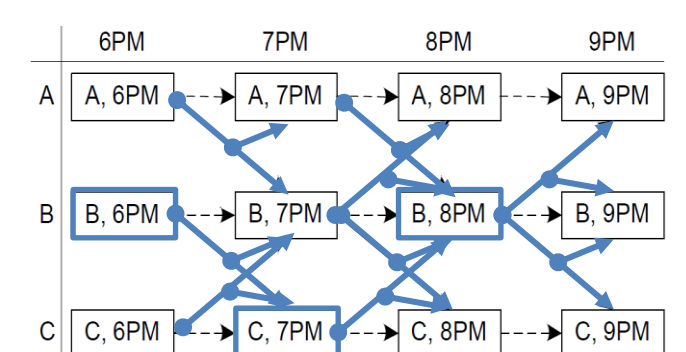 6PM 7PM 8PM 9PM
A A, 6PM A, 7PM A, 8PM A, 9PM
B B, 6PM B, 7PM B, 8PM B, 9PM
C C, 6PM C, 7PM C, 8PM C, 9PM